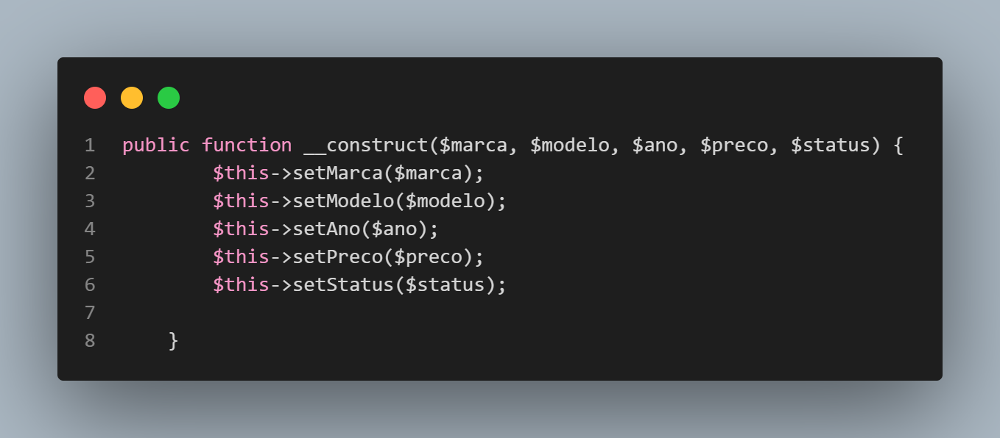 1 public function __construct($marca, $modelo, $ano, $preco, $status) {
2         $this->setMarca($marca);
3         $this->setModelo($modelo);
4         $this->setAno($ano);
5         $this->setPreco($preco);
6         $this->setStatus($status);
7
8     }